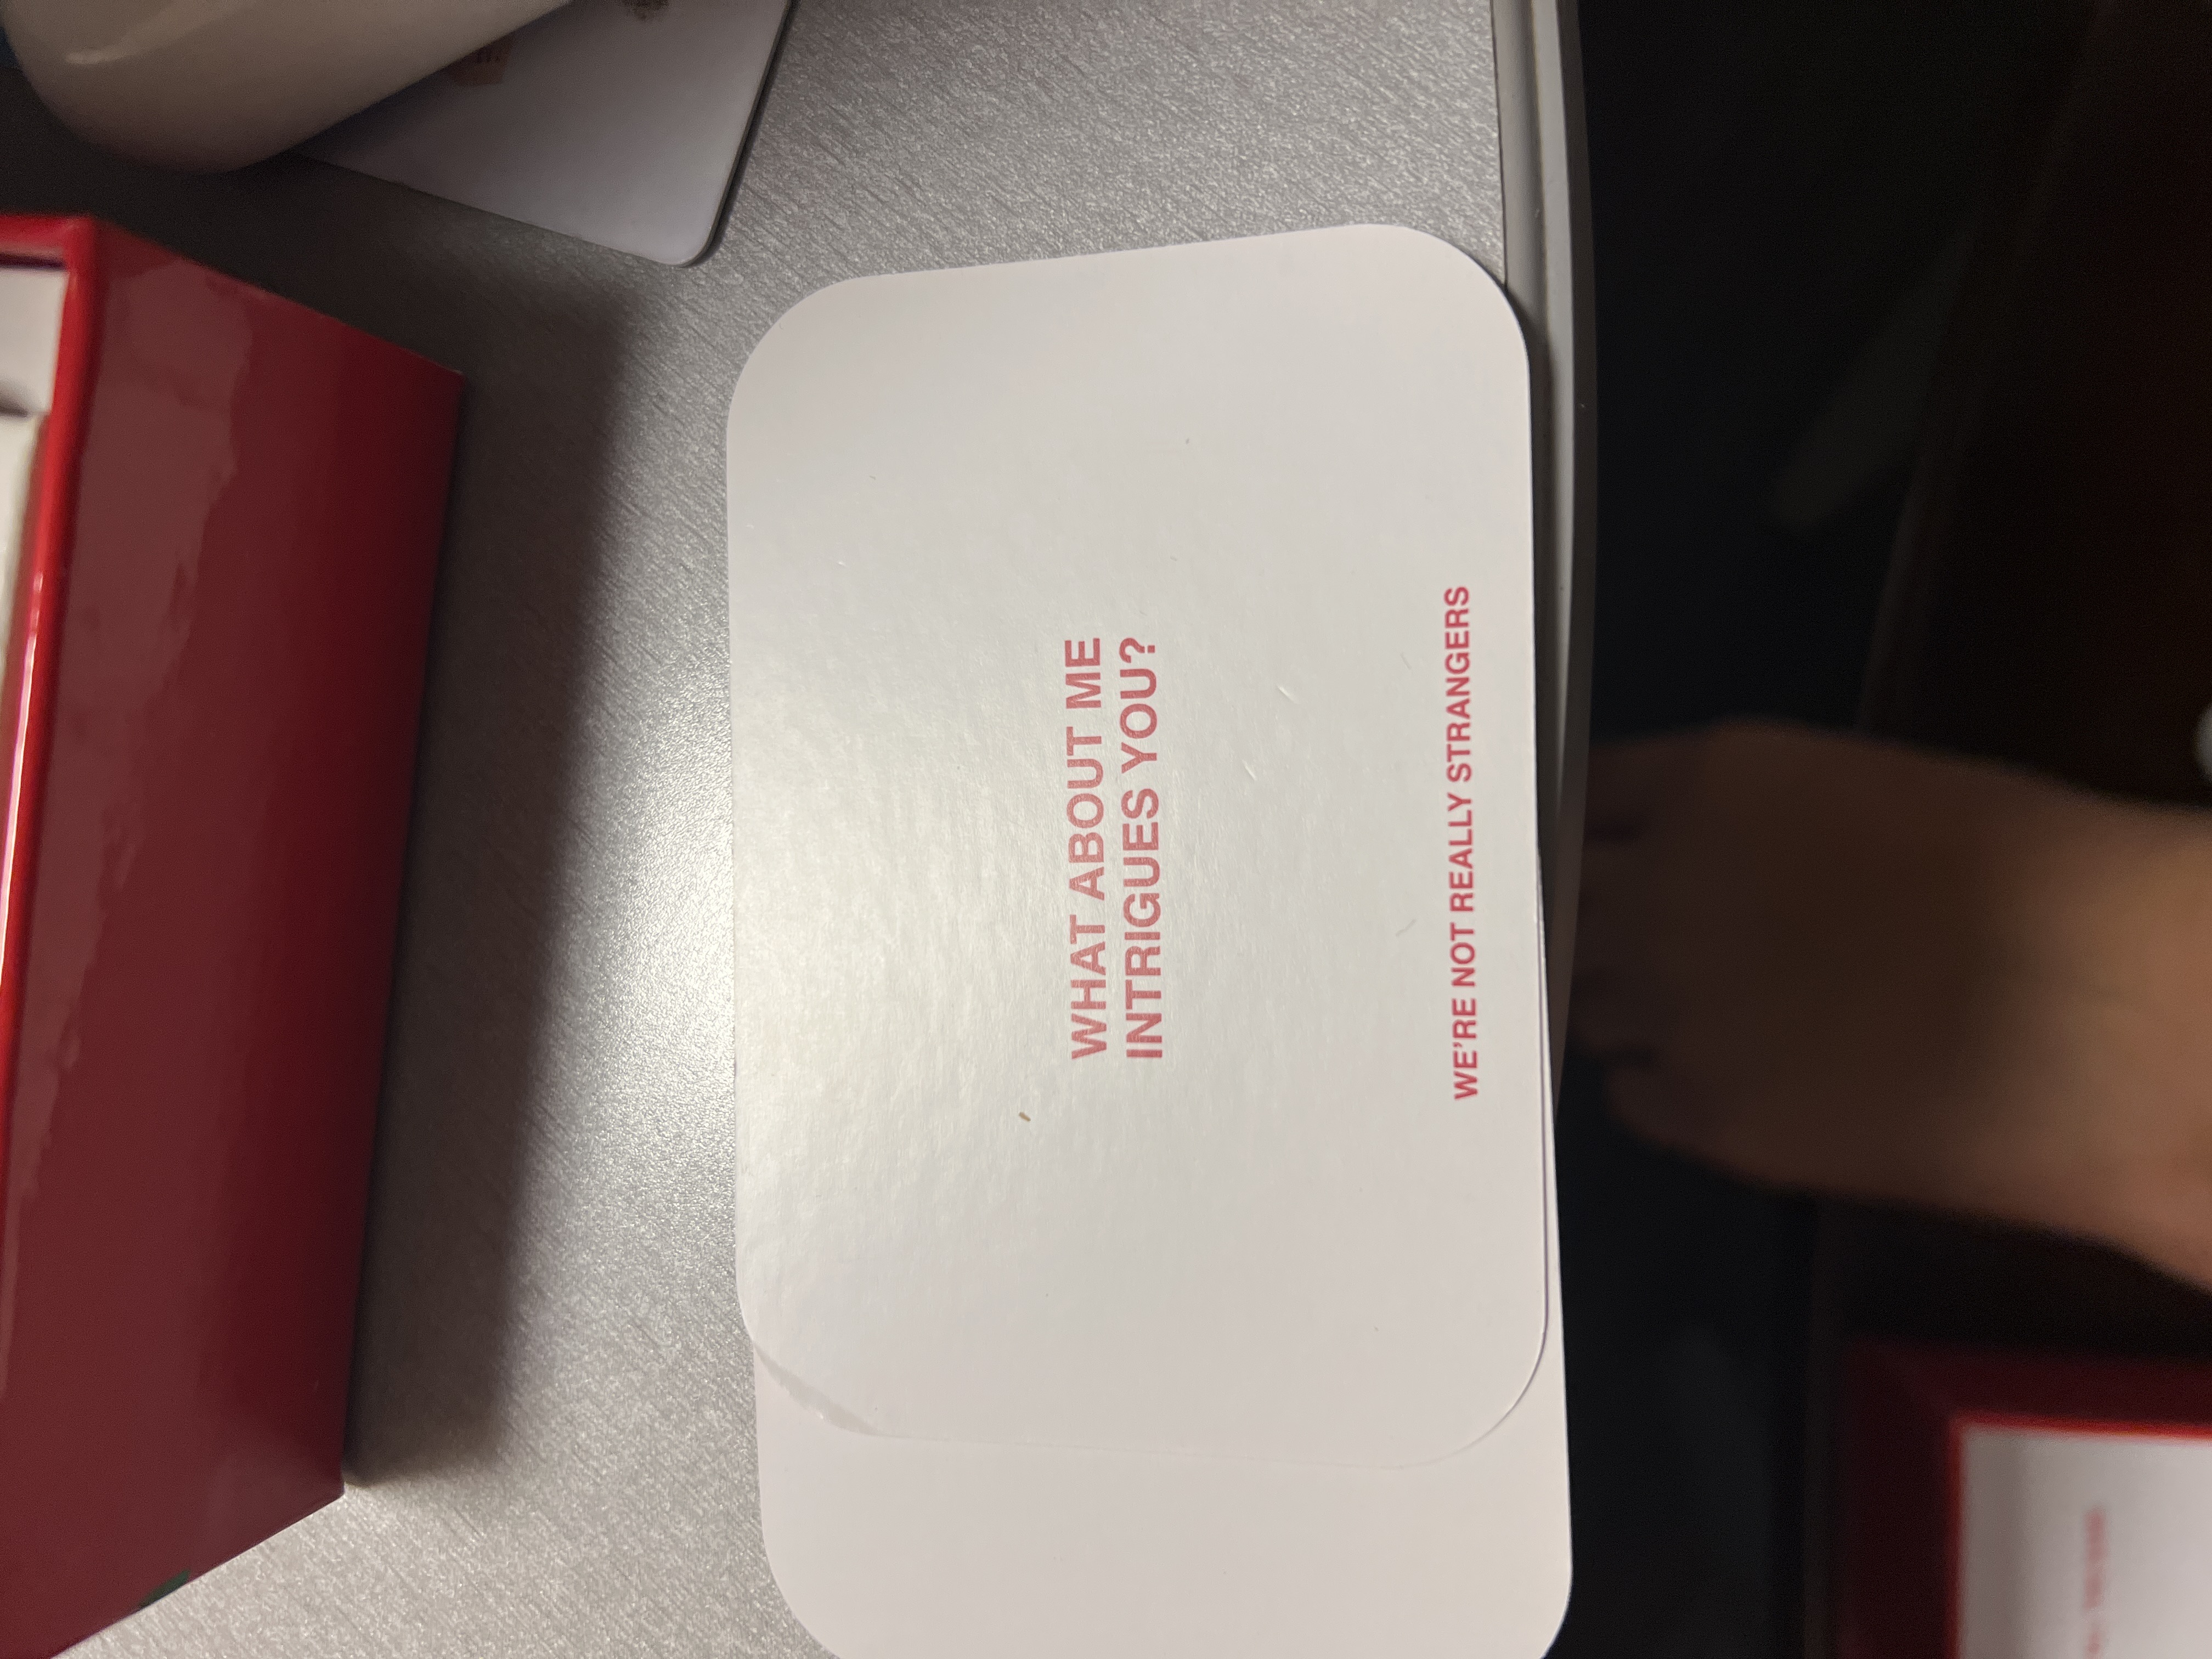 WHAT ABOUT ME
INTRIGUES YOU?
WE'RE NOT REALLY STRANGERS